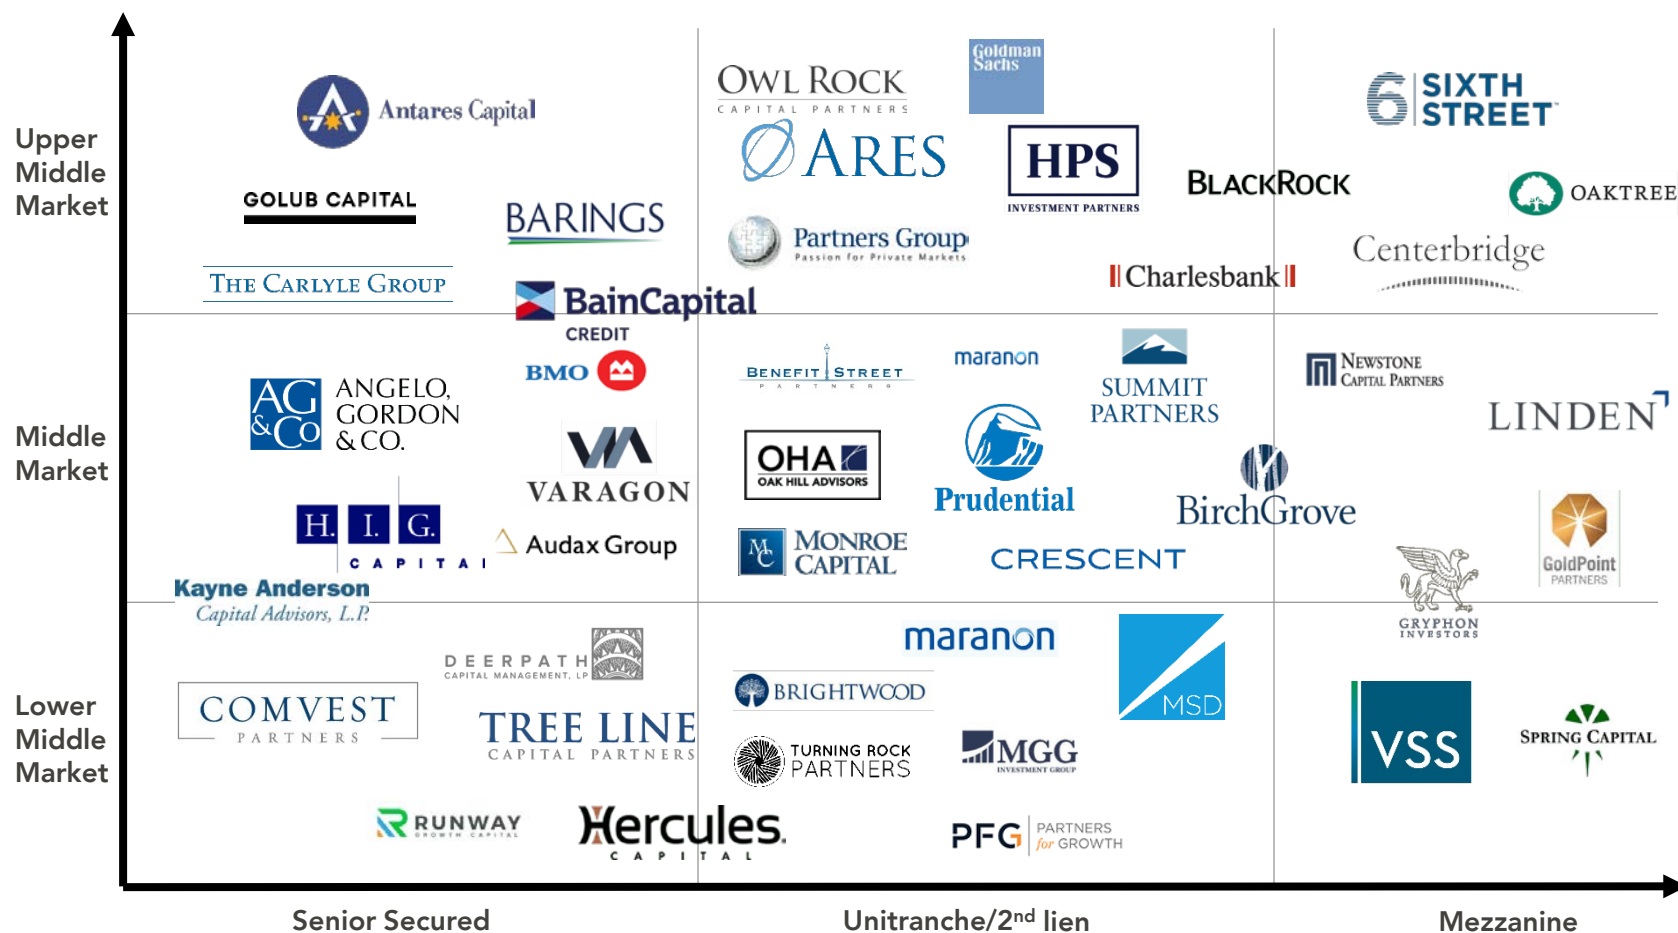 Upper
Middle
Market
Antares Capital
GOLUB CAPITAL
BARINGS
THE CARLYLE GROUP
BainCapital
CREDIT
OWL ROCK
CAPITAL PARTNERS
Goldman
Sachs
ARES
HPS
INVESTMENT PARTNERS
BLACKROCK
Partners Group
Passion for Private Markets
Charlesbank
6 SIXTH
STREET™
OAKTREE
Centerbridge
Middle
Market
AG
&Co
ANGELO,
GORDON
& CO.
BMO
VARAGON
H. I. G.
CAPITAL
Audax Group
Kayne Anderson
Capital Advisors, L.P.
BENEFIT STREET
PARTNERS
maranon
SUMMIT
PARTNERS
OHA
OAK HILL ADVISORS
Prudential
BirchGrove
MC
MONROE
CAPITAL
CRESCENT
NEWSTONE
CAPITAL PARTNERS
LINDEN
GoldPoint
PARTNERS
GRYPHON
INVESTORS
Lower
Middle
Market
DEERPATH
CAPITAL MANAGEMENT, LP
COMVEST
PARTNERS
TREE LINE
CAPITAL PARTNERS
RUNWAY
GROWTH CAPITAL
Hercules.
CAPITAL
maranon
BRIGHTWOOD
MSD
TURNING ROCK
PARTNERS
MGG
INVESTMENT GROUP
PFG
PARTNERS
for GROWTH
VSS
SPRING CAPITAL
Senior Secured
Unitranche/2nd lien
Mezzanine